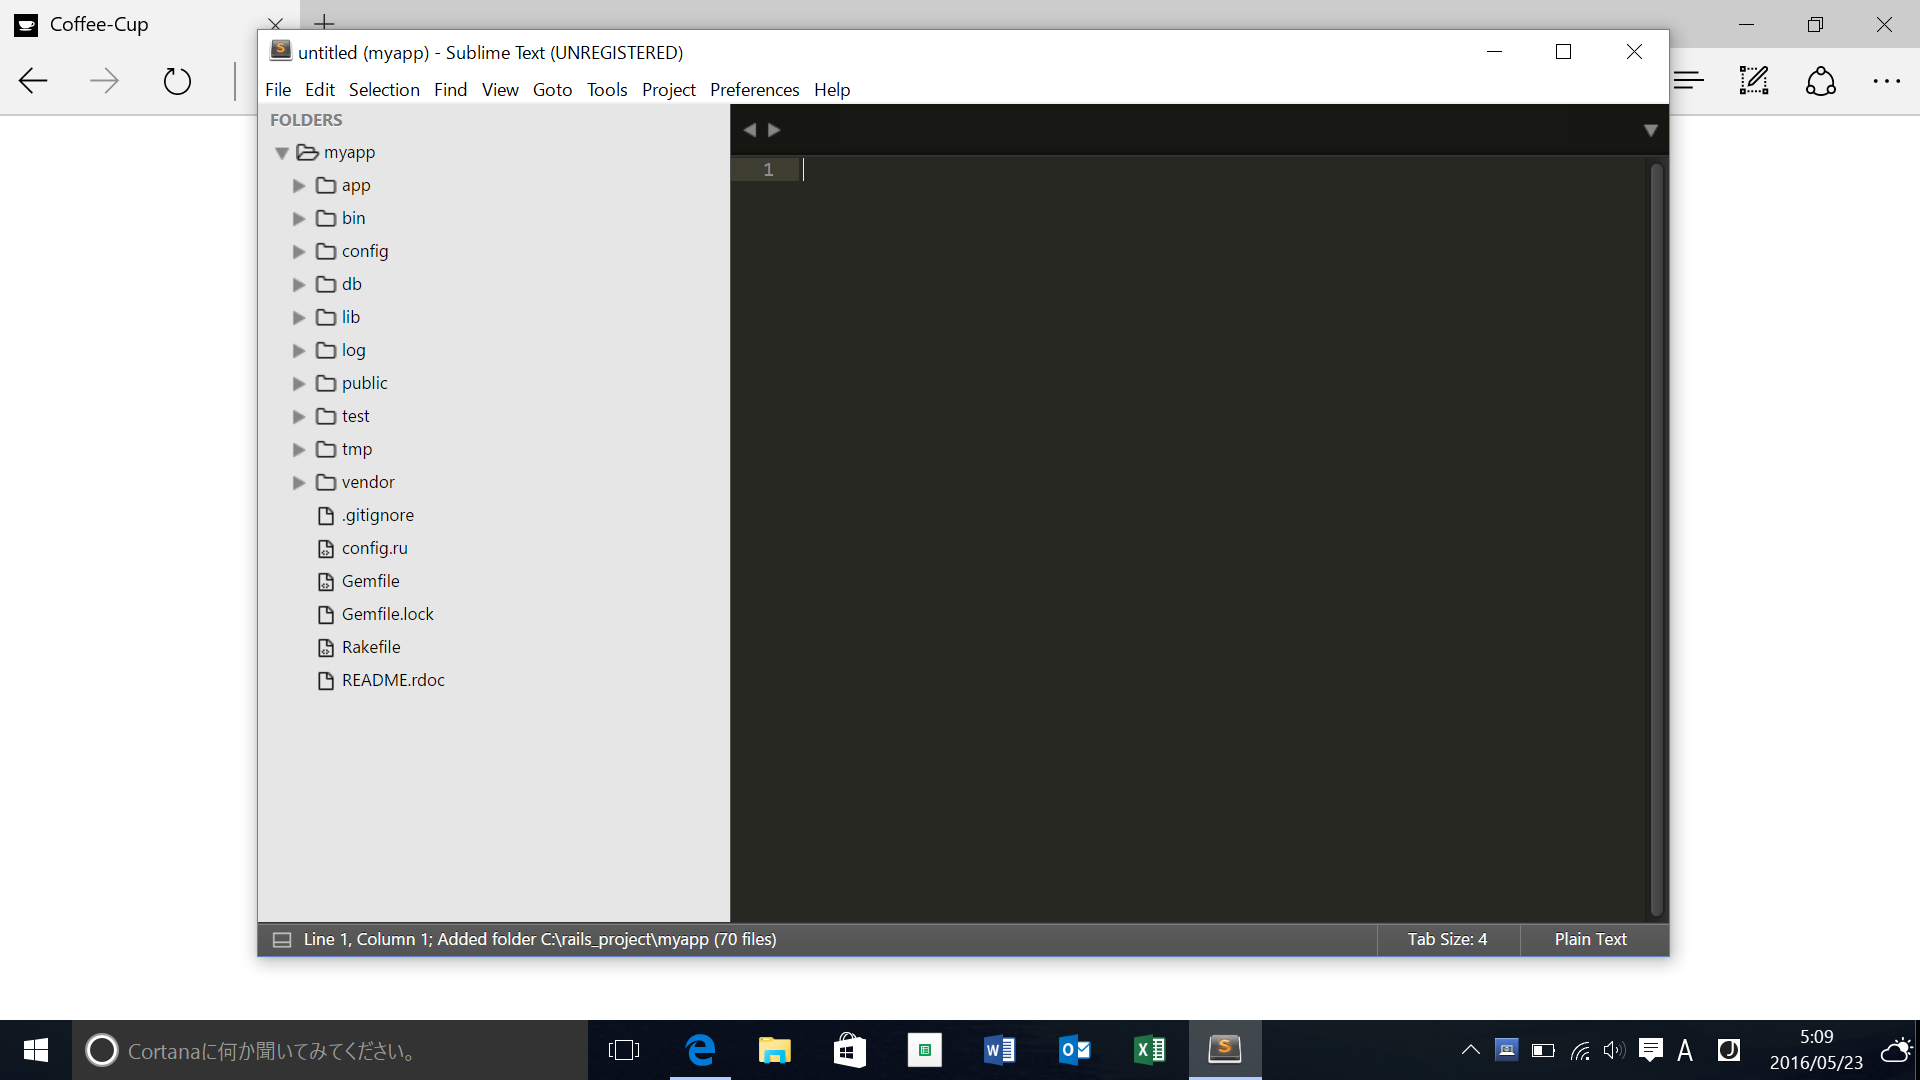 Coffee-Cup
untitled (myapp) - Sublime Text (UNREGISTERED)
File Edit Selection Find View Goto Tools Project Preferences Help
FOLDERS
myapp
app
bin
config
db
lib
log
public
test
tmp
vendor
.gitignore
config.ru
Gemfile
Gemfile.lock
Rakefile
README.rdoc
1
Line 1, Column 1; Added folder C:\rails_project\myapp (70 files)
Tab Size: 4
Plain Text
Cortanaに何か聞いてみてください。
A
J
5:09
2016/05/23